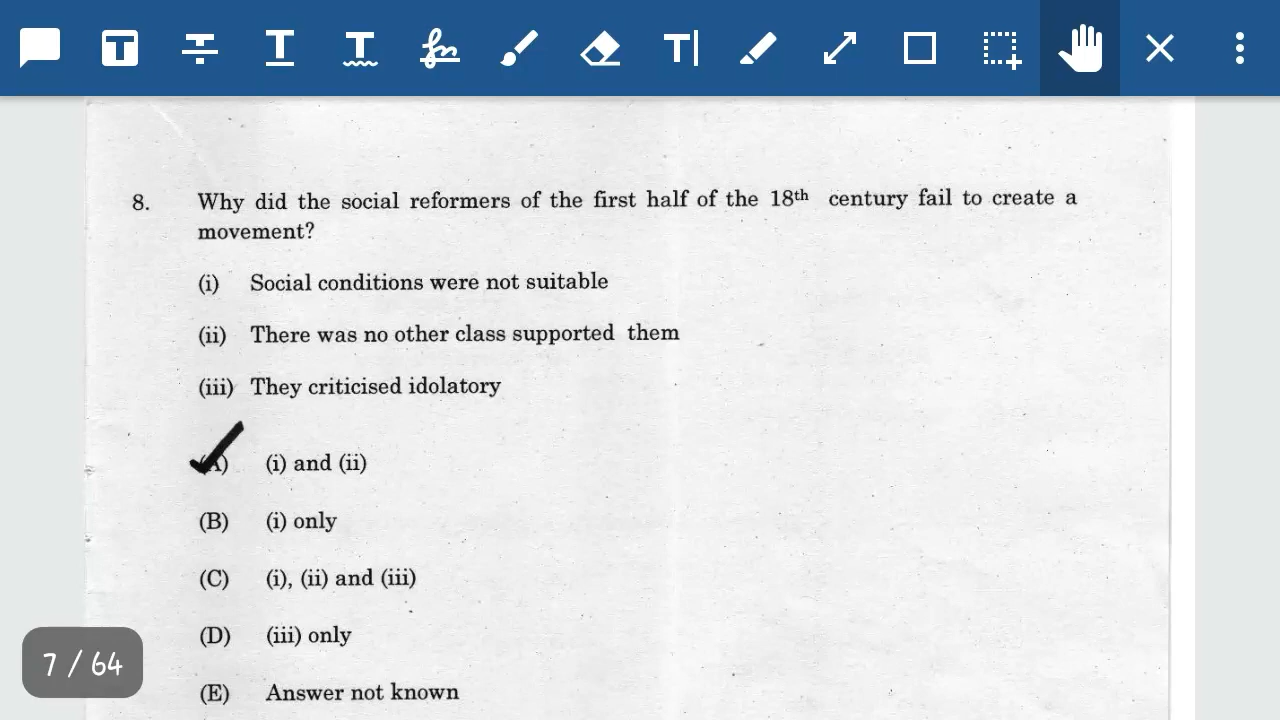 8. Why did the social reformers of the first half of the 18th century fail to create a
movement?
(i) Social conditions were not suitable
(ii) There was no other class supported them
(iii) They criticised idolatory
(A) (i) and (ii)
(B) (i) only
(C) (i), (ii) and (iii)
(D) (iii) only
(E) Answer not known
7 / 64